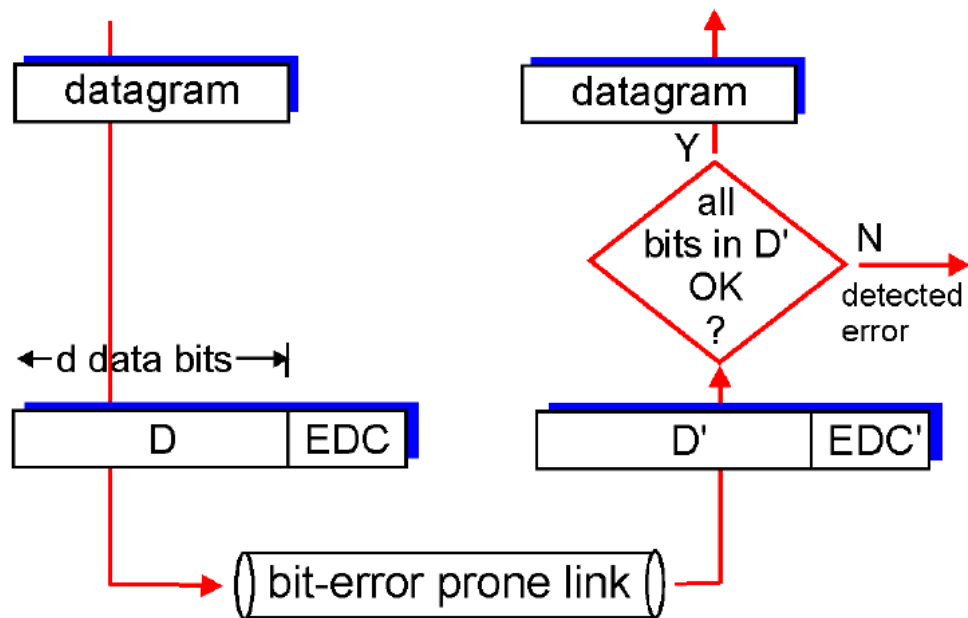 datagram
d data bits
D
EDC
bit-error prone link
D'
EDC'
all
bits in D'
OK
?
Y
N
detected
error
datagram